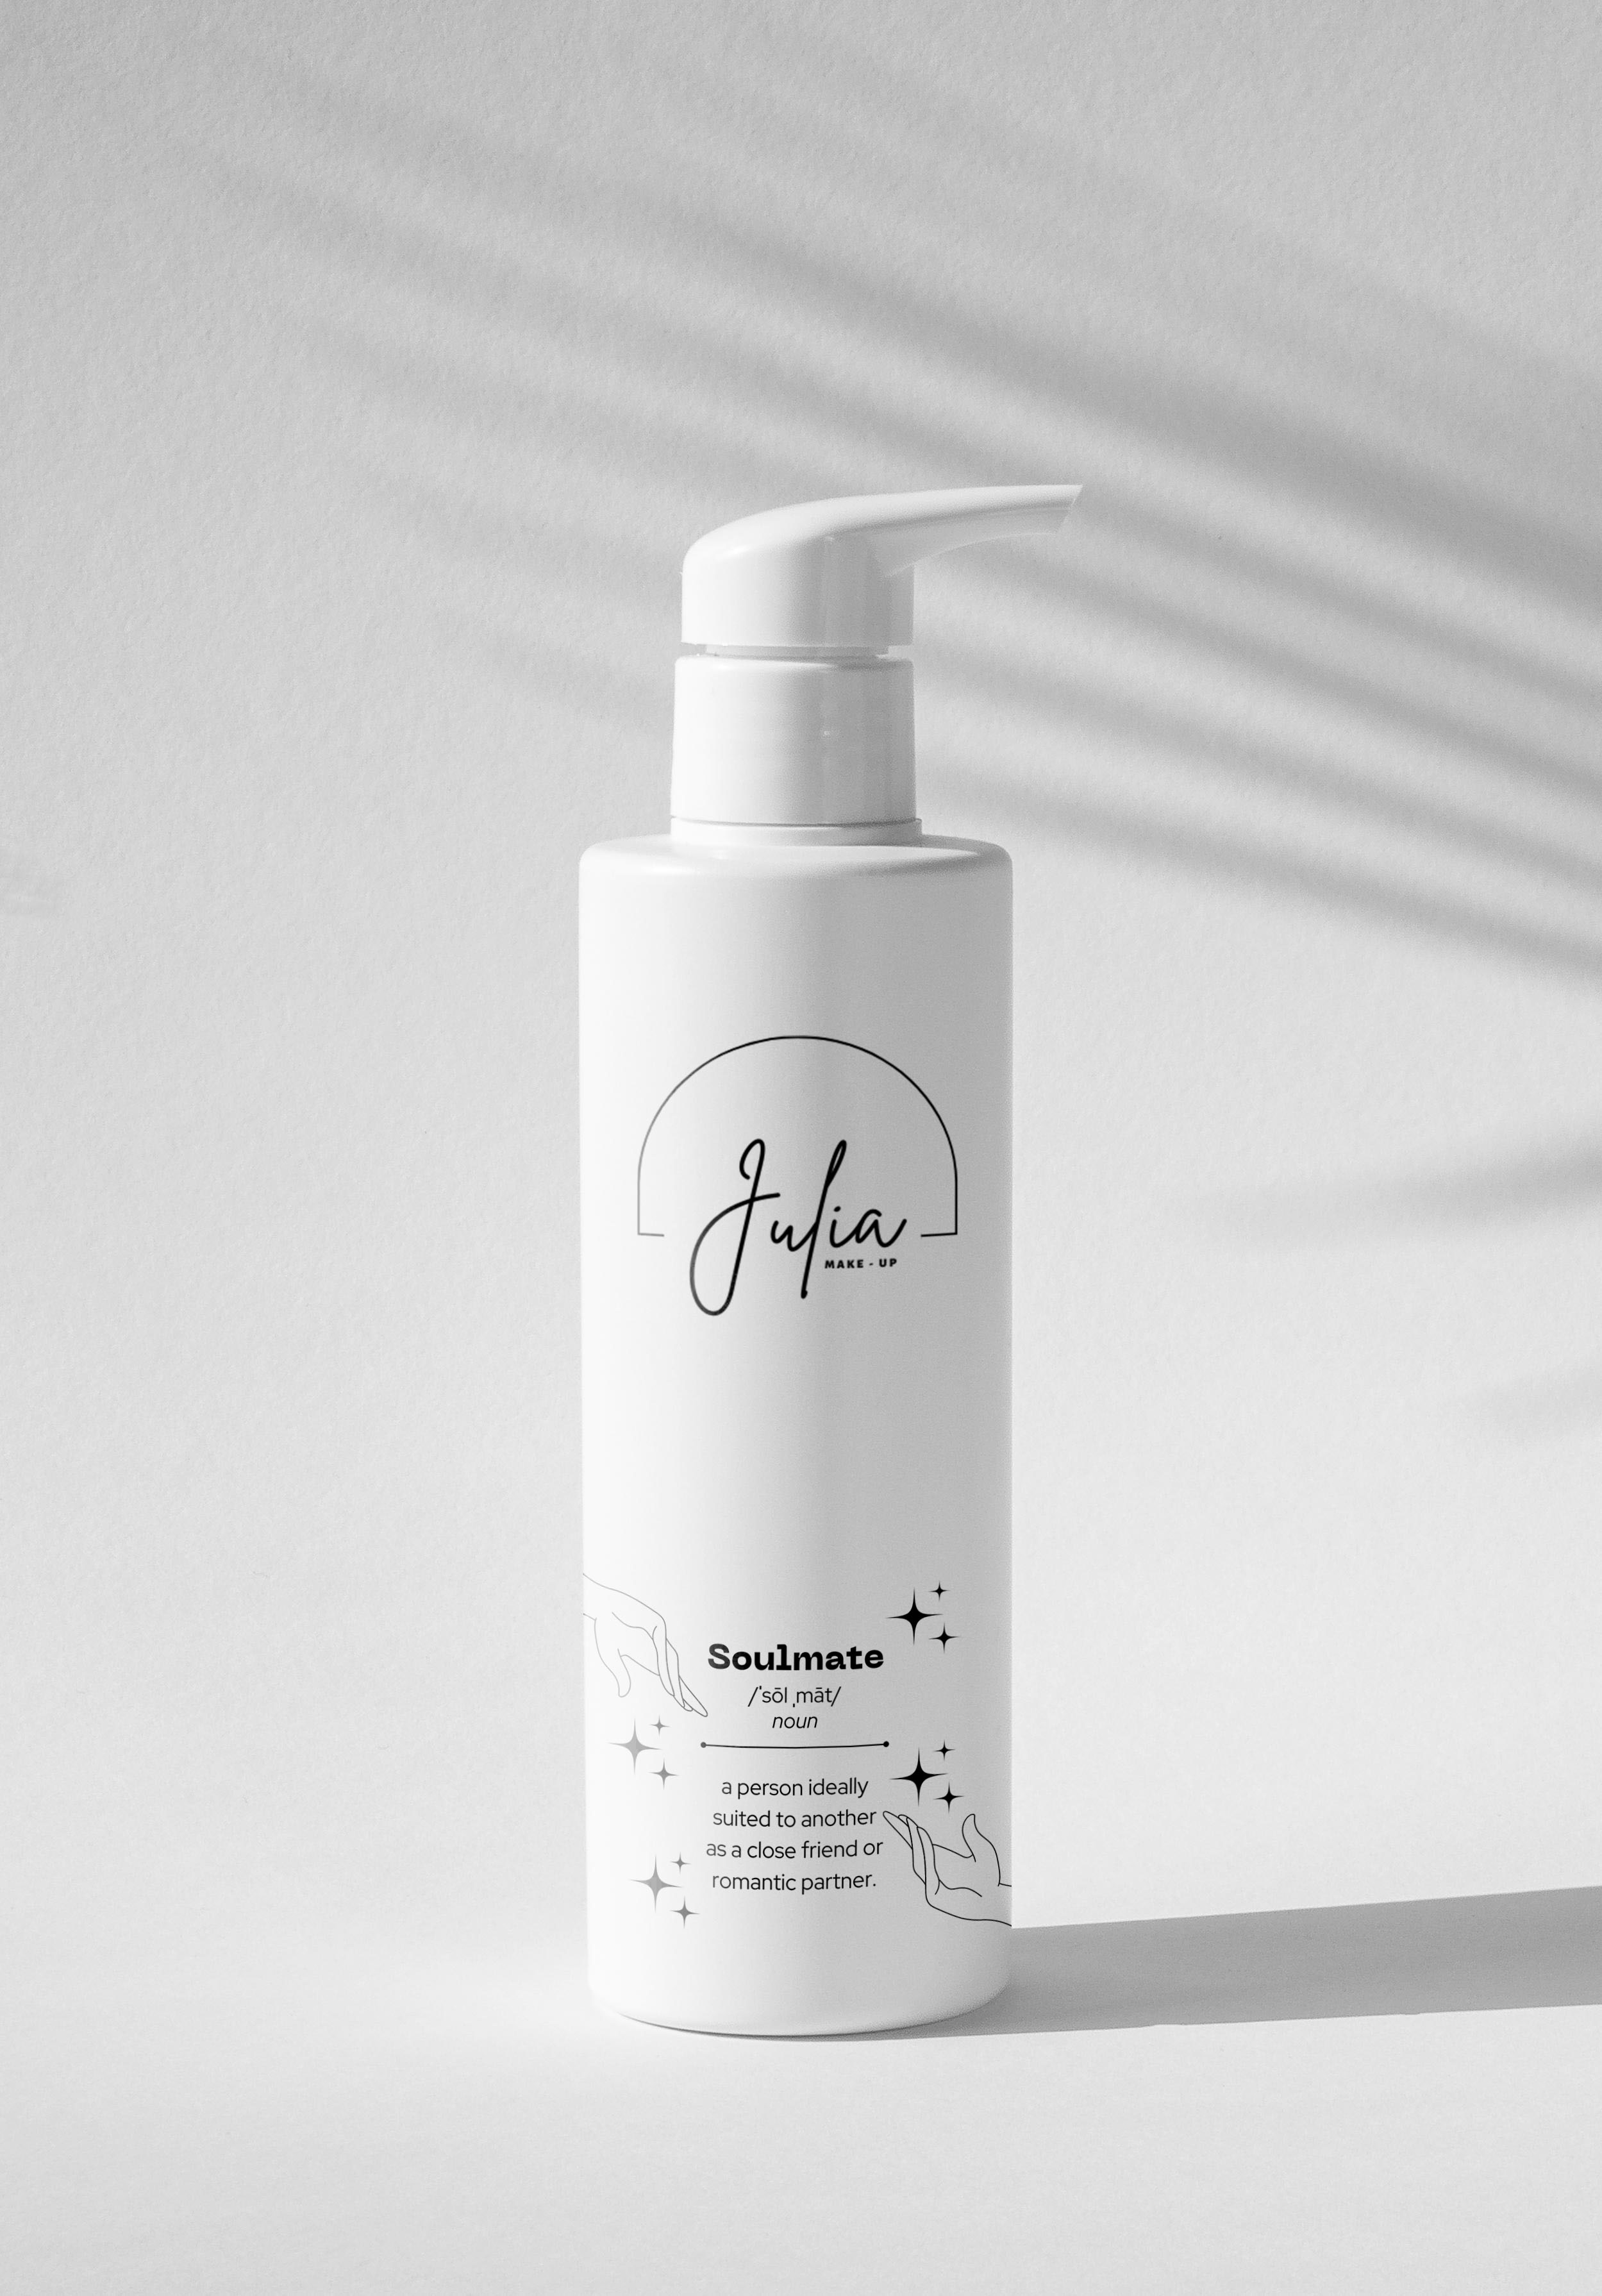 Julia
MAKE - UP
Soulmate
/ˈsōlˌmāt/
noun
a person ideally
suited to another
as a close friend or
romantic partner.